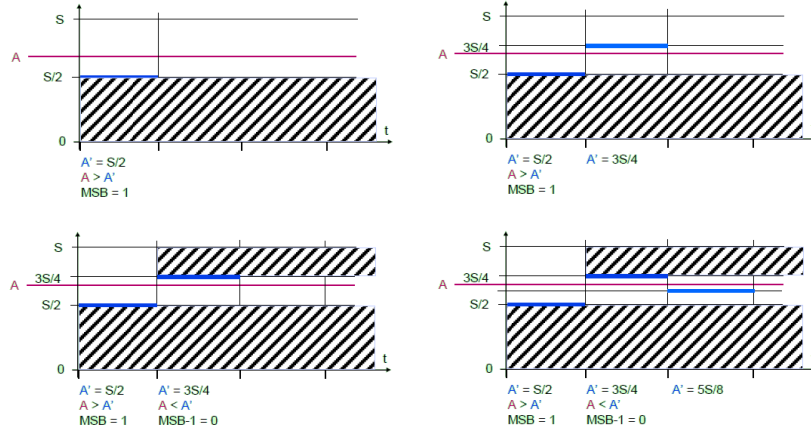 S
A
S/2
0
t
A' = S/2
A > A'
MSB = 1
S
3S/4
A
S/2
0
A' = S/2 A' = 3S/4
A > A'
MSB = 1
S
3S/4
A
S/2
0
t
A' = S/2 A' = 3S/4
A > A' A < A'
MSB = 1 MSB-1 = 0
S
3S/4
A
S/2
0
A' = S/2 A' = 3S/4 A' = 5S/8
A > A' A < A'
MSB = 1 MSB-1 = 0